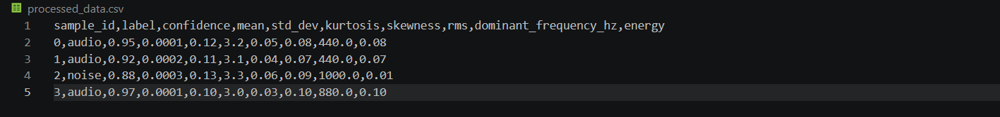 processed_data.csv
1 sample_id,label,confidence,mean,std_dev,kurtosis,skewness,rms,dominant_frequency_hz,energy
2 0,audio,0.95,0.0001,0.12,3.2,0.05,0.08,440.0,0.08
3 1,audio,0.92,0.0002,0.11,3.1,0.04,0.07,440.0,0.07
4 2,noise,0.88,0.0003,0.13,3.3,0.06,0.09,1000.0,0.01
5 3,audio,0.97,0.0001,0.10,3.0,0.03,0.10,880.0,0.10